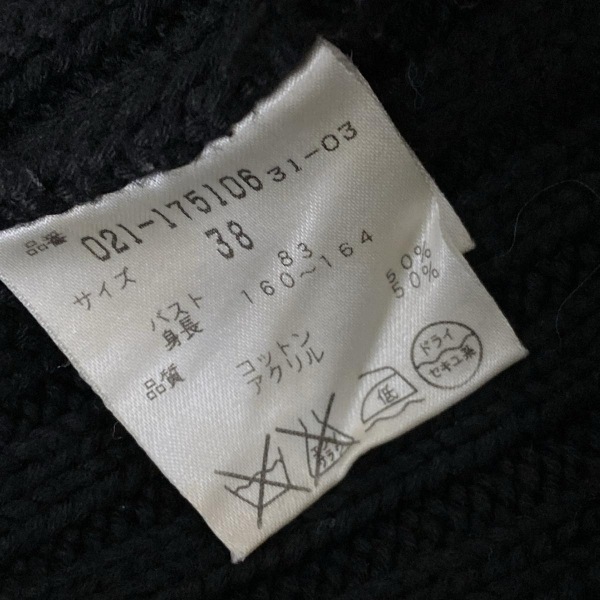 品番 021-175106 31-03
サイズ 38
バスト 83
身長 160~164
品質 コットン 50%
アクリル 50%
低
ドライ
セキユ系